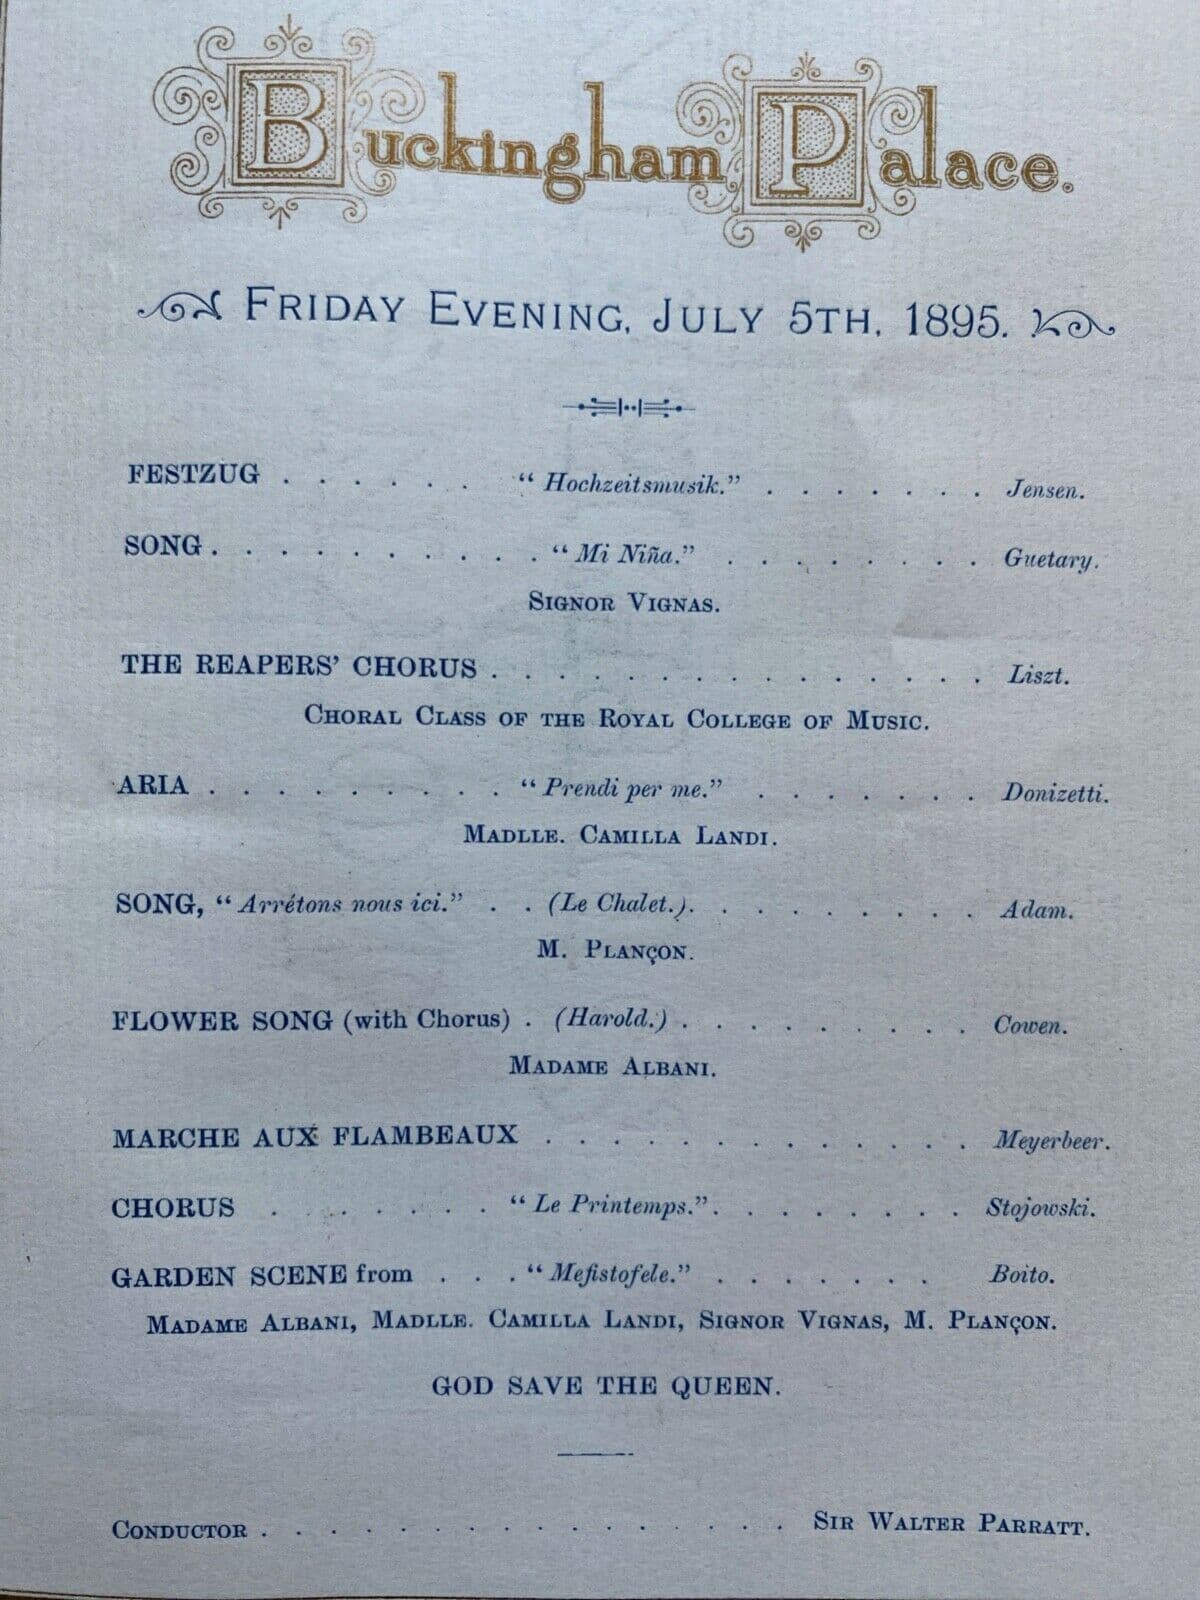 Buckingham Palace.
FRIDAY EVENING, JULY 5TH, 1895.
FESTZUG . . . . . . "Hochzeitsmusik." . . . . . . . Jensen.
SONG . . . . . . . . . . "Mi Niña." . . . . . . . . Guetary.
SIGNOR VIGNAS.
THE REAPERS' CHORUS . . . . . . . . . . . . . . . Liszt.
CHORAL CLASS OF THE ROYAL COLLEGE OF MUSIC.
ARIA . . . . . . . . . "Prendi per me." . . . . . . . Donizetti.
MADLLE. CAMILLA LANDI.
SONG, "Arrétons nous ici." . . (Le Chalet.) . . . . . . . . . Adam.
M. PLANÇON.
FLOWER SONG (with Chorus) . (Harold.) . . . . . . . . . Cowen.
MADAME ALBANI.
MARCHE AUX FLAMBEAUX . . . . . . . . . . . . . Meyerbeer.
CHORUS . . . . . . . "Le Printemps." . . . . . . . . Stojowski.
GARDEN SCENE from . . . "Mefistofele." . . . . . . . Boito.
MADAME ALBANI, MADLLE. CAMILLA LANDI, SIGNOR VIGNAS, M. PLANÇON.
GOD SAVE THE QUEEN.
CONDUCTOR . . . . . . . . . . . . . . . SIR WALTER PARRATT.